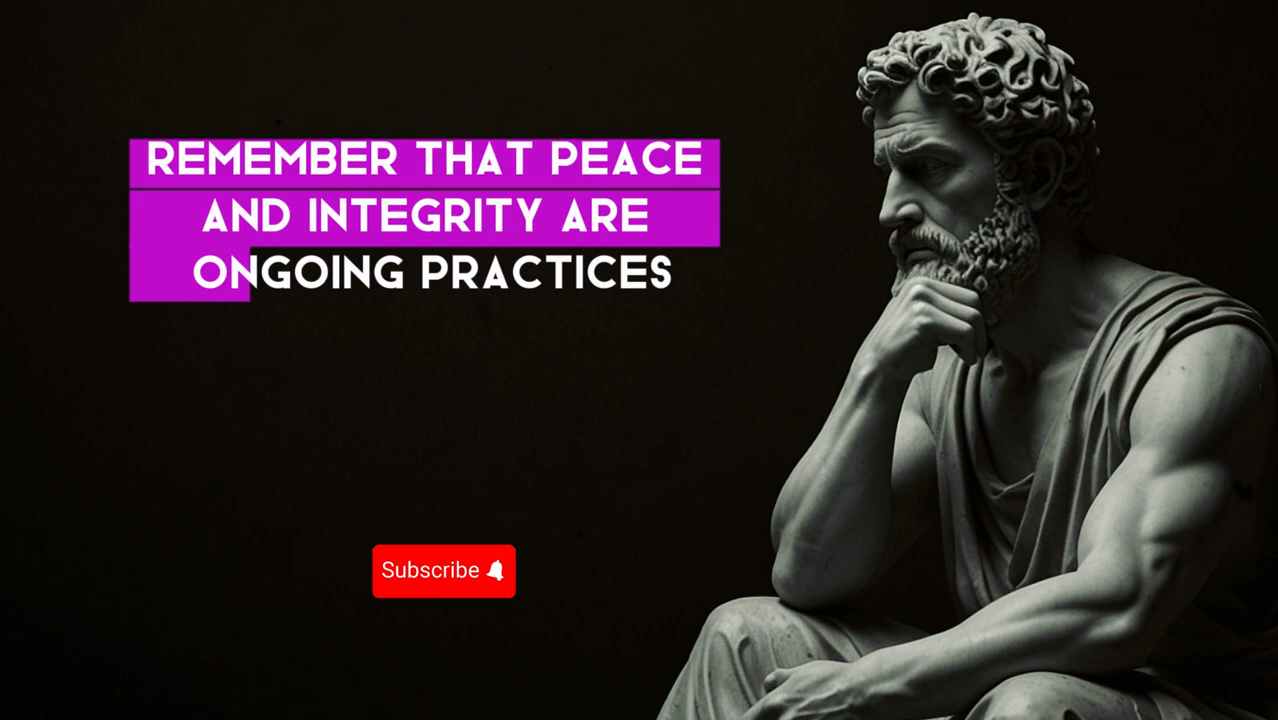 REMEMBER THAT PEACE
AND INTEGRITY ARE
ONGOING PRACTICES
Subscribe